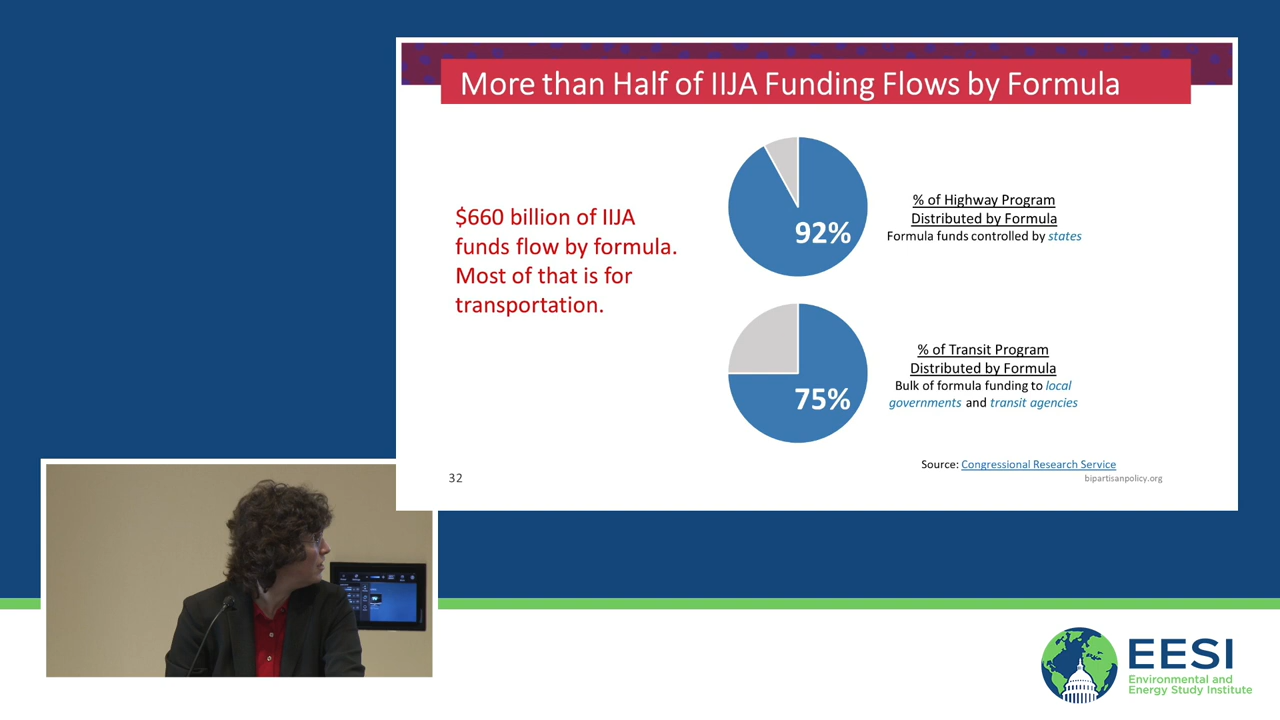 More than Half of IIJA Funding Flows by Formula
$660 billion of IIJA
funds flow by formula.
Most of that is for
transportation.
92%
% of Highway Program
Distributed by Formula
Formula funds controlled by states
75%
% of Transit Program
Distributed by Formula
Bulk of formula funding to local
governments and transit agencies
Source: Congressional Research Service
32
bipartisanpolicy.org
EESI
Environmental and
Energy Study Institute